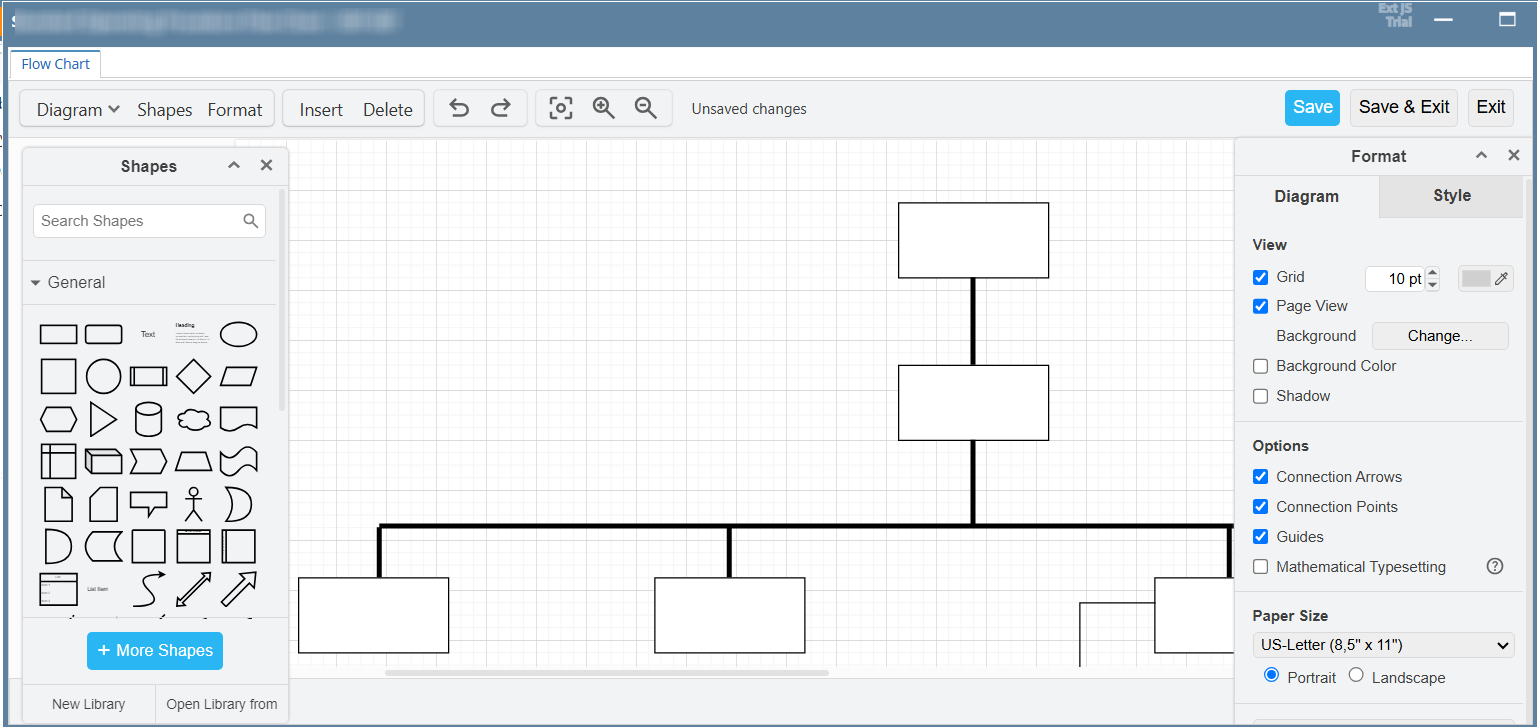 Ext JS
Trial
Flow Chart
Diagram Shapes Format Insert Delete Unsaved changes Save Save & Exit Exit
Shapes
Search Shapes
General
Text
Heading
List Item
+ More Shapes
New Library Open Library from
Format
Diagram Style
View
Grid 10 pt
Page View
Background Change...
Background Color
Shadow
Options
Connection Arrows
Connection Points
Guides
Mathematical Typesetting ?
Paper Size
US-Letter (8,5" x 11")
Portrait Landscape